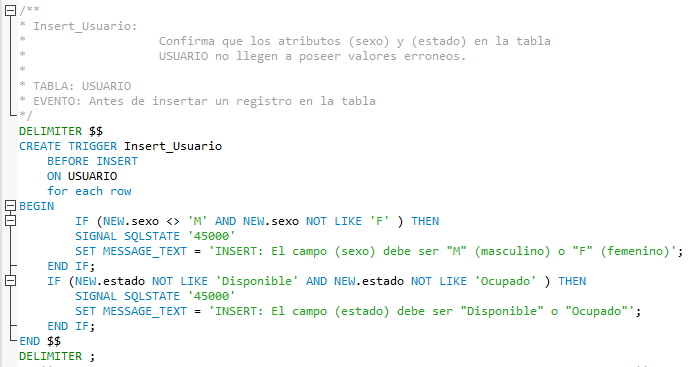 /**
* Insert_Usuario:
* Confirma que los atributos (sexo) y (estado) en la tabla
* USUARIO no llegen a poseer valores erroneos.
*
* TABLA: USUARIO
* EVENTO: Antes de insertar un registro en la tabla
*/
DELIMITER $$
CREATE TRIGGER Insert_Usuario
BEFORE INSERT
ON USUARIO
for each row
BEGIN
IF (NEW.sexo <> 'M' AND NEW.sexo NOT LIKE 'F' ) THEN
SIGNAL SQLSTATE '45000'
SET MESSAGE_TEXT = 'INSERT: El campo (sexo) debe ser "M" (masculino) o "F" (femenino)';
END IF;
IF (NEW.estado NOT LIKE 'Disponible' AND NEW.estado NOT LIKE 'Ocupado' ) THEN
SIGNAL SQLSTATE '45000'
SET MESSAGE_TEXT = 'INSERT: El campo (estado) debe ser "Disponible" o "Ocupado"';
END IF;
END $$
DELIMITER ;